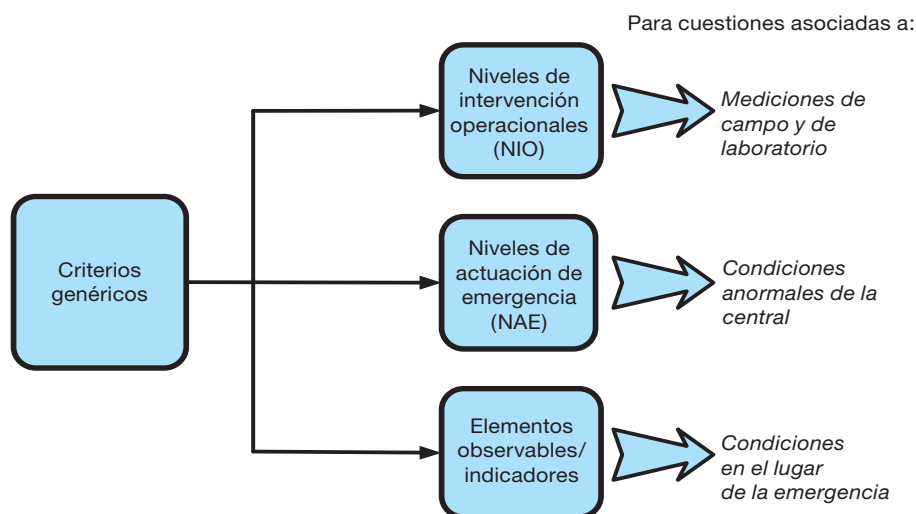 Para cuestiones asociadas a:
Niveles de
intervención
operacionales
(NIO)
Mediciones de
campo y de
laboratorio
Criterios
genéricos
Niveles de
actuación de
emergencia
(NAE)
Condiciones
anormales de la
central
Elementos
observables/
indicadores
Condiciones
en el lugar
de la emergencia